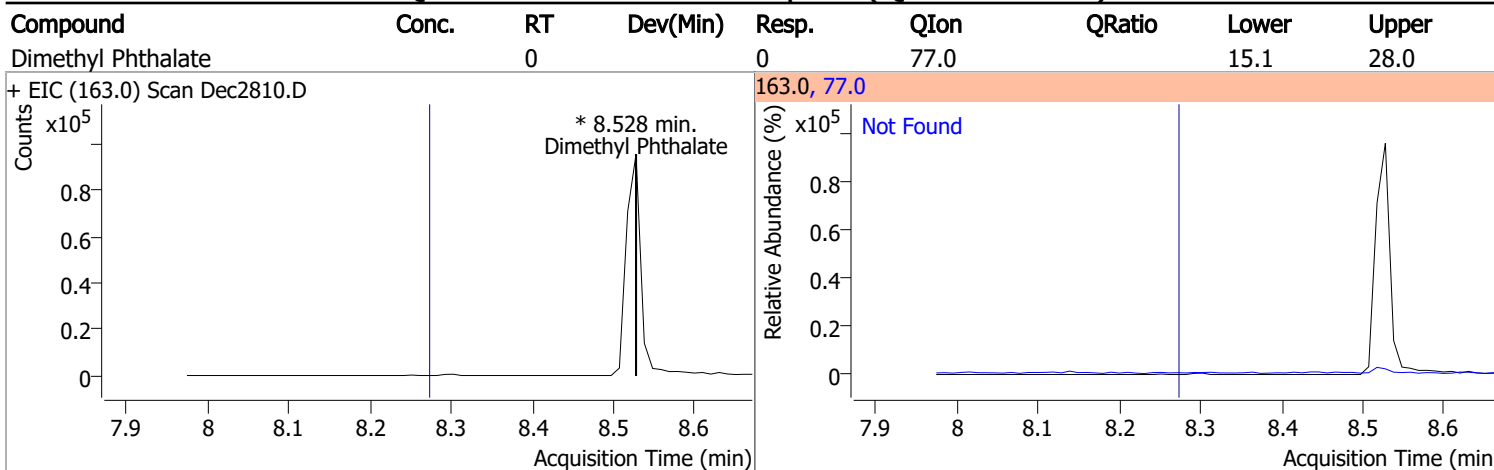 Compound Conc. RT Dev(Min) Resp. QIon QRatio Lower Upper
Dimethyl Phthalate 0 0 77.0 15.1 28.0
+ EIC (163.0) Scan Dec2810.D
Counts
x10^5
* 8.528 min.
Dimethyl Phthalate
0.8
0.6
0.4
0.2
0
7.9 8 8.1 8.2 8.3 8.4 8.5 8.6
Acquisition Time (min)
163.0, 77.0
Relative Abundance (%)
x10^5
Not Found
0.8
0.6
0.4
0.2
0
7.9 8 8.1 8.2 8.3 8.4 8.5 8.6
Acquisition Time (min